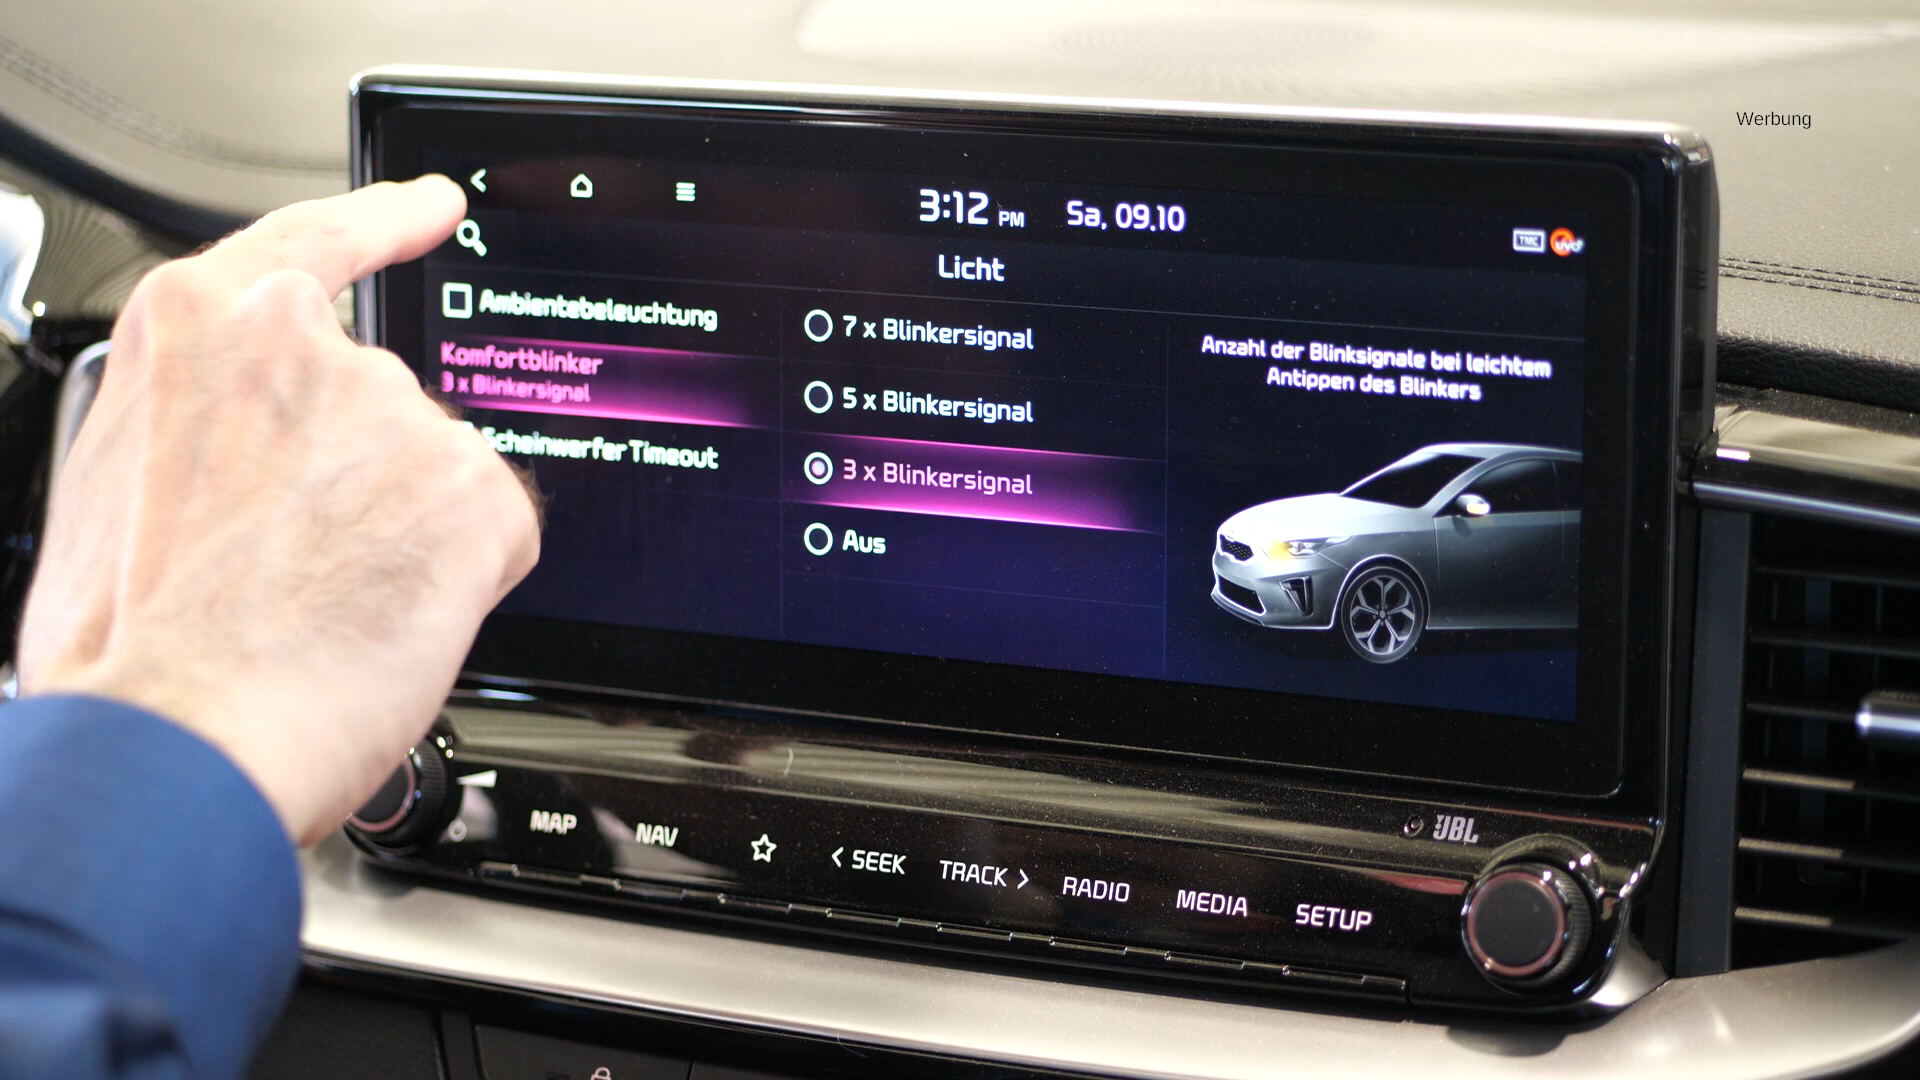 Werbung
3:12 PM Sa, 09.10
TMC UVO
Licht
Ambientebeleuchtung
Komfortblinker
3 x Blinkersignal
Scheinwerfer Timeout
7 x Blinkersignal
5 x Blinkersignal
3 x Blinkersignal
Aus
Anzahl der Blinksignale bei leichtem
Antippen des Blinkers
JBL
MAP NAV < SEEK TRACK > RADIO MEDIA SETUP